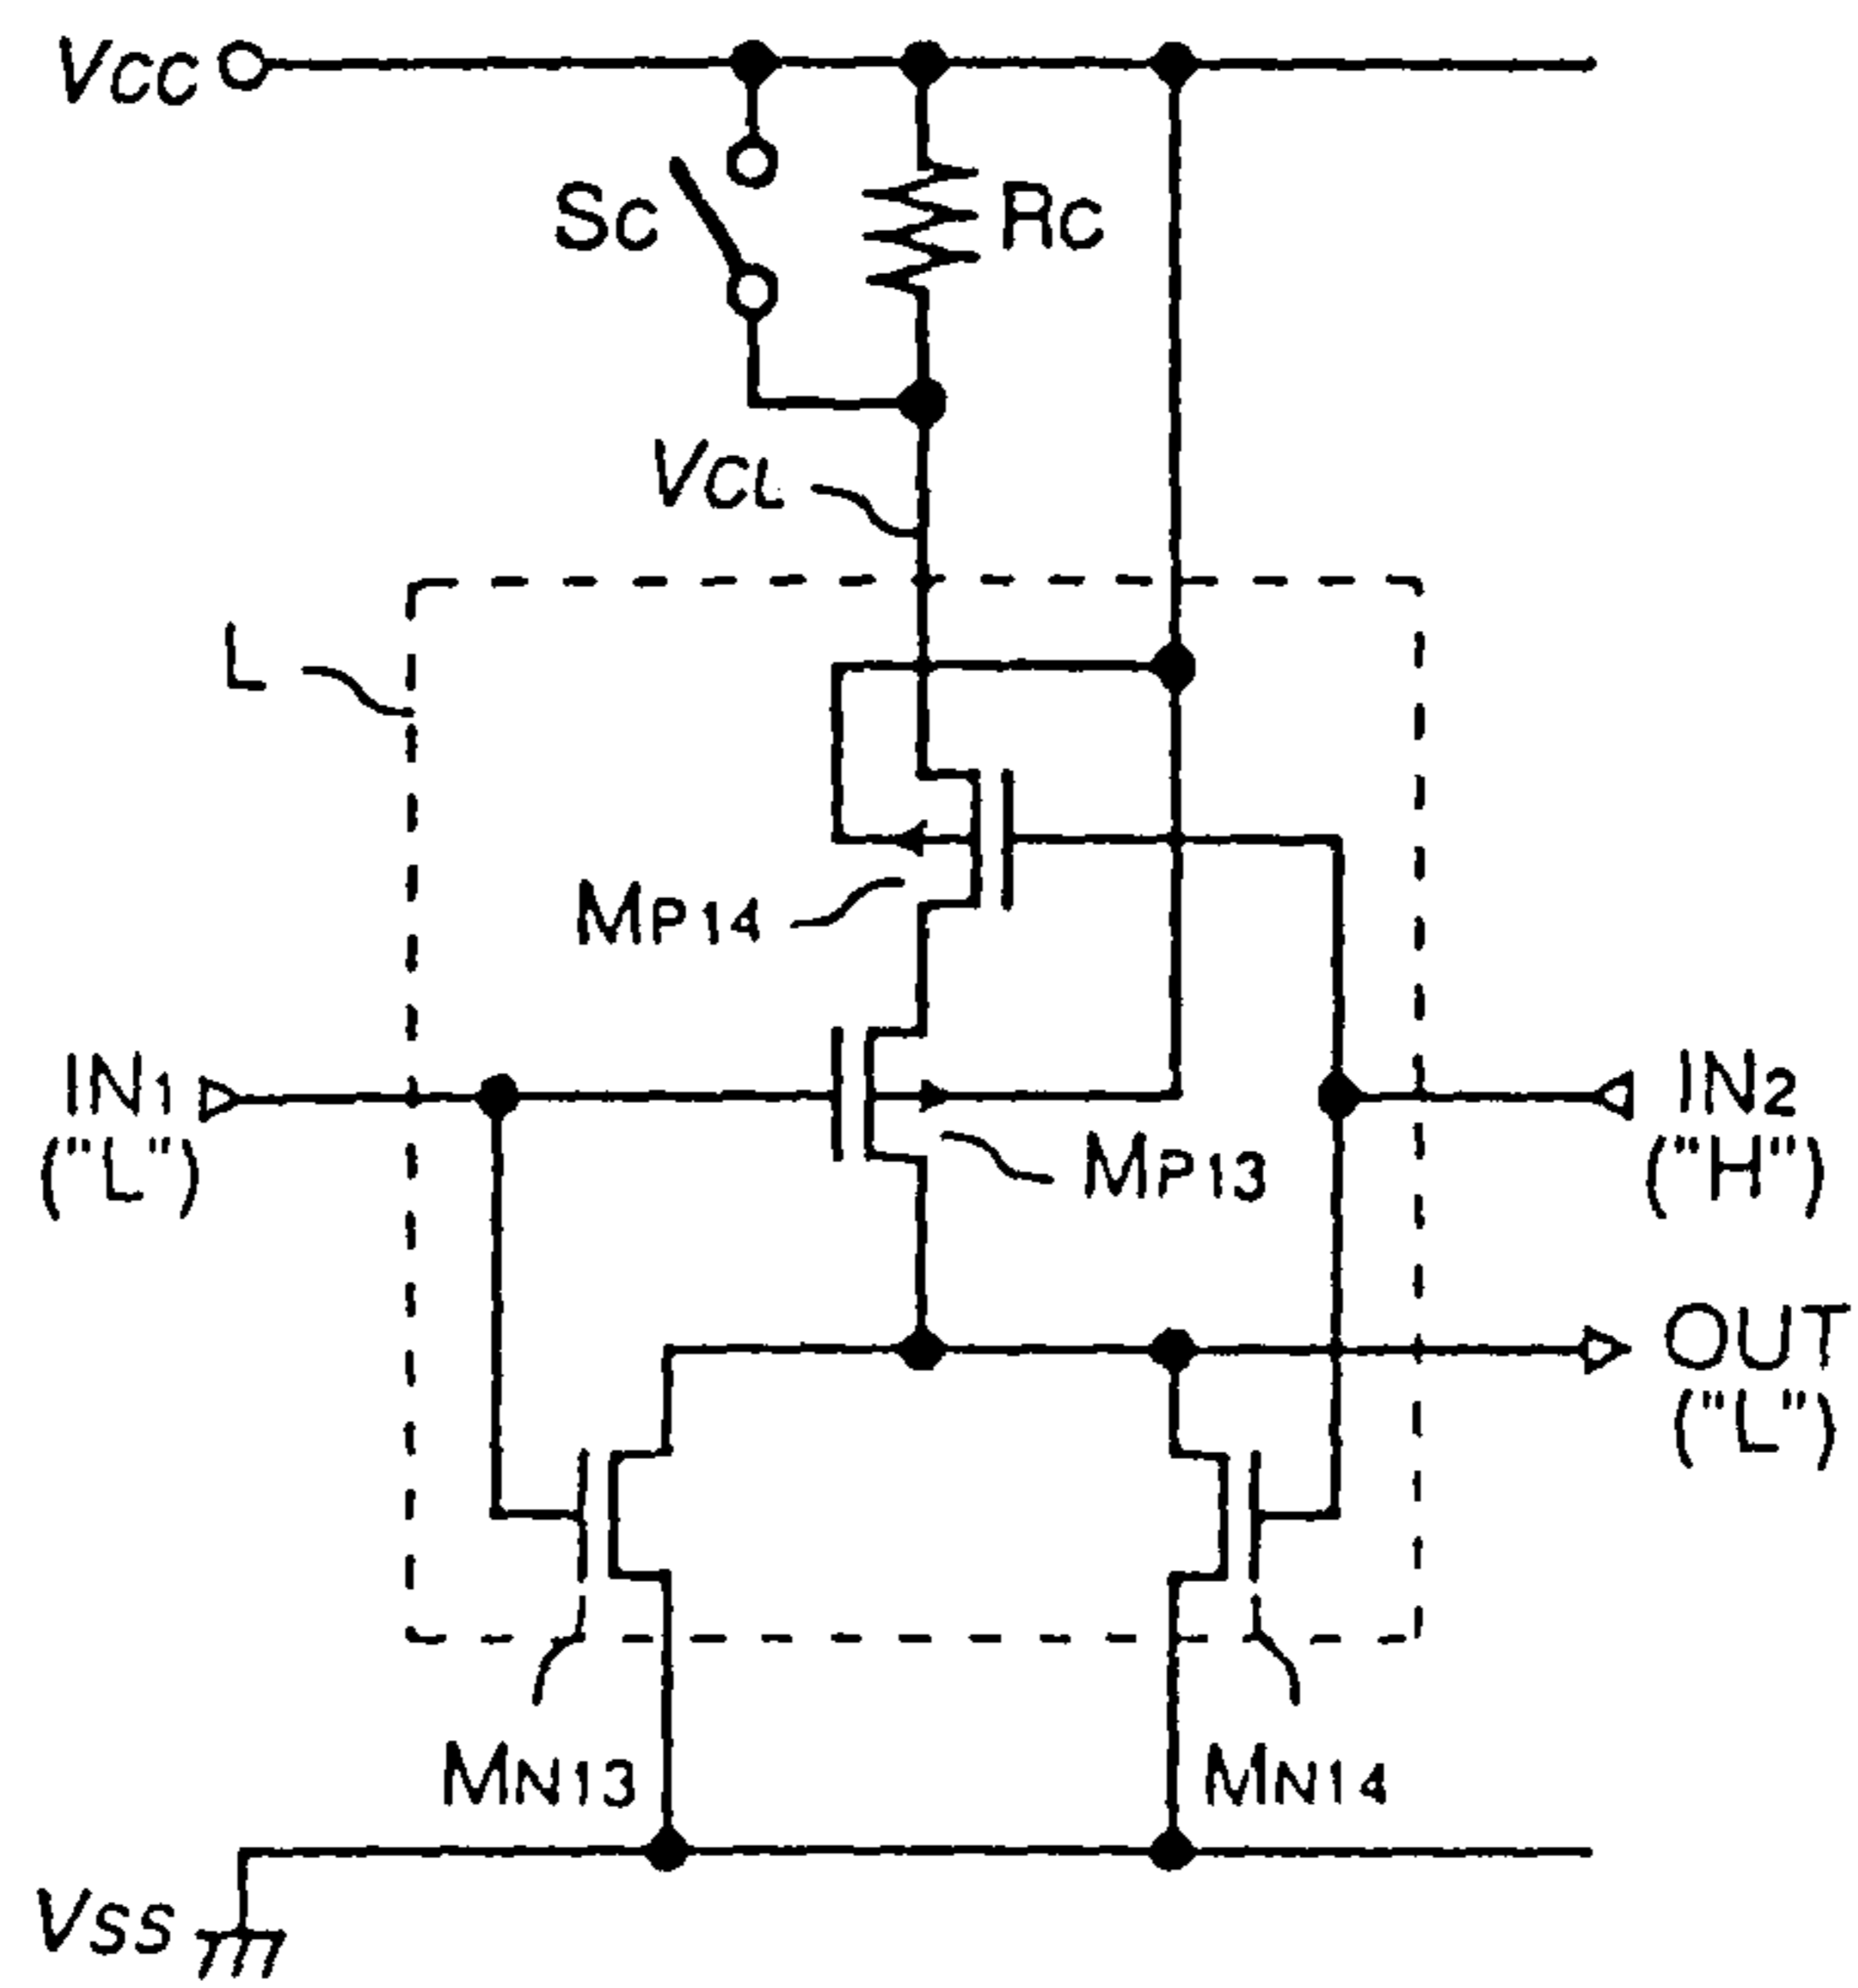 VCC
SC
RC
VCL
L
MP14
IN1
("L")
IN2
("H")
MP13
OUT
("L")
MN13
MN14
VSS